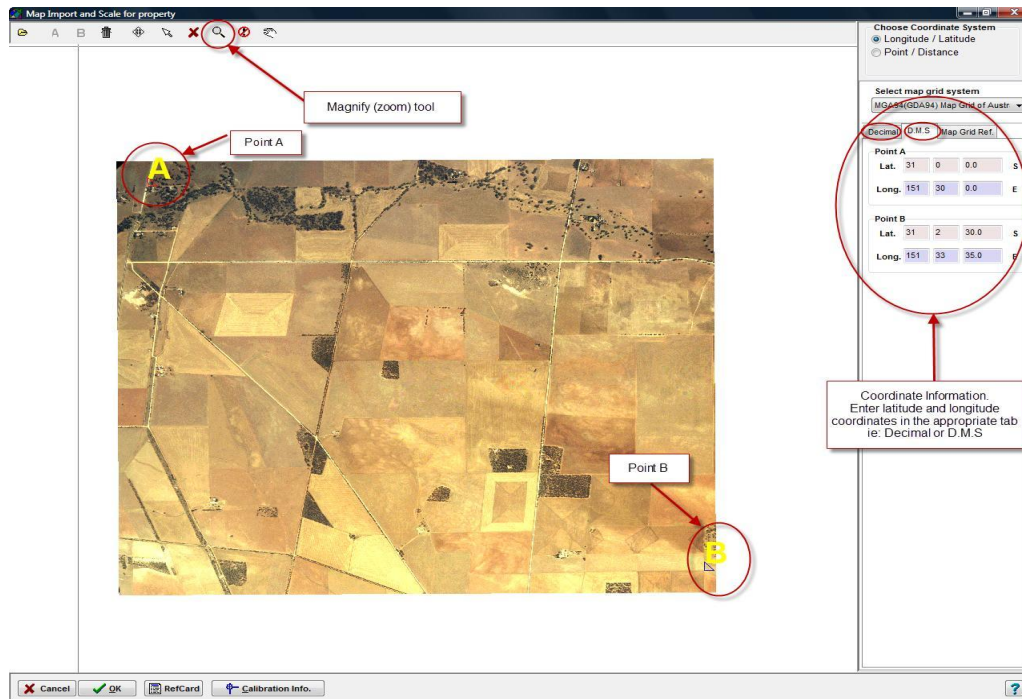 Map Import and Scale for property
A B
Magnify (zoom) tool
Point A
A
Point B
B
Choose Coordinate System
Longitude / Latitude
Point / Distance
Select map grid system
MGA94(GDA94) Map Grid of Austr
Decimal D.M.S Map Grid Ref.
Point A
Lat. 31 0 0.0 S
Long. 151 30 0.0 E
Point B
Lat. 31 2 30.0 S
Long. 151 33 35.0 E
Coordinate Information.
Enter latitude and longitude
coordinates in the appropriate tab
ie: Decimal or D.M.S
Cancel OK RefCard Calibration Info. ?